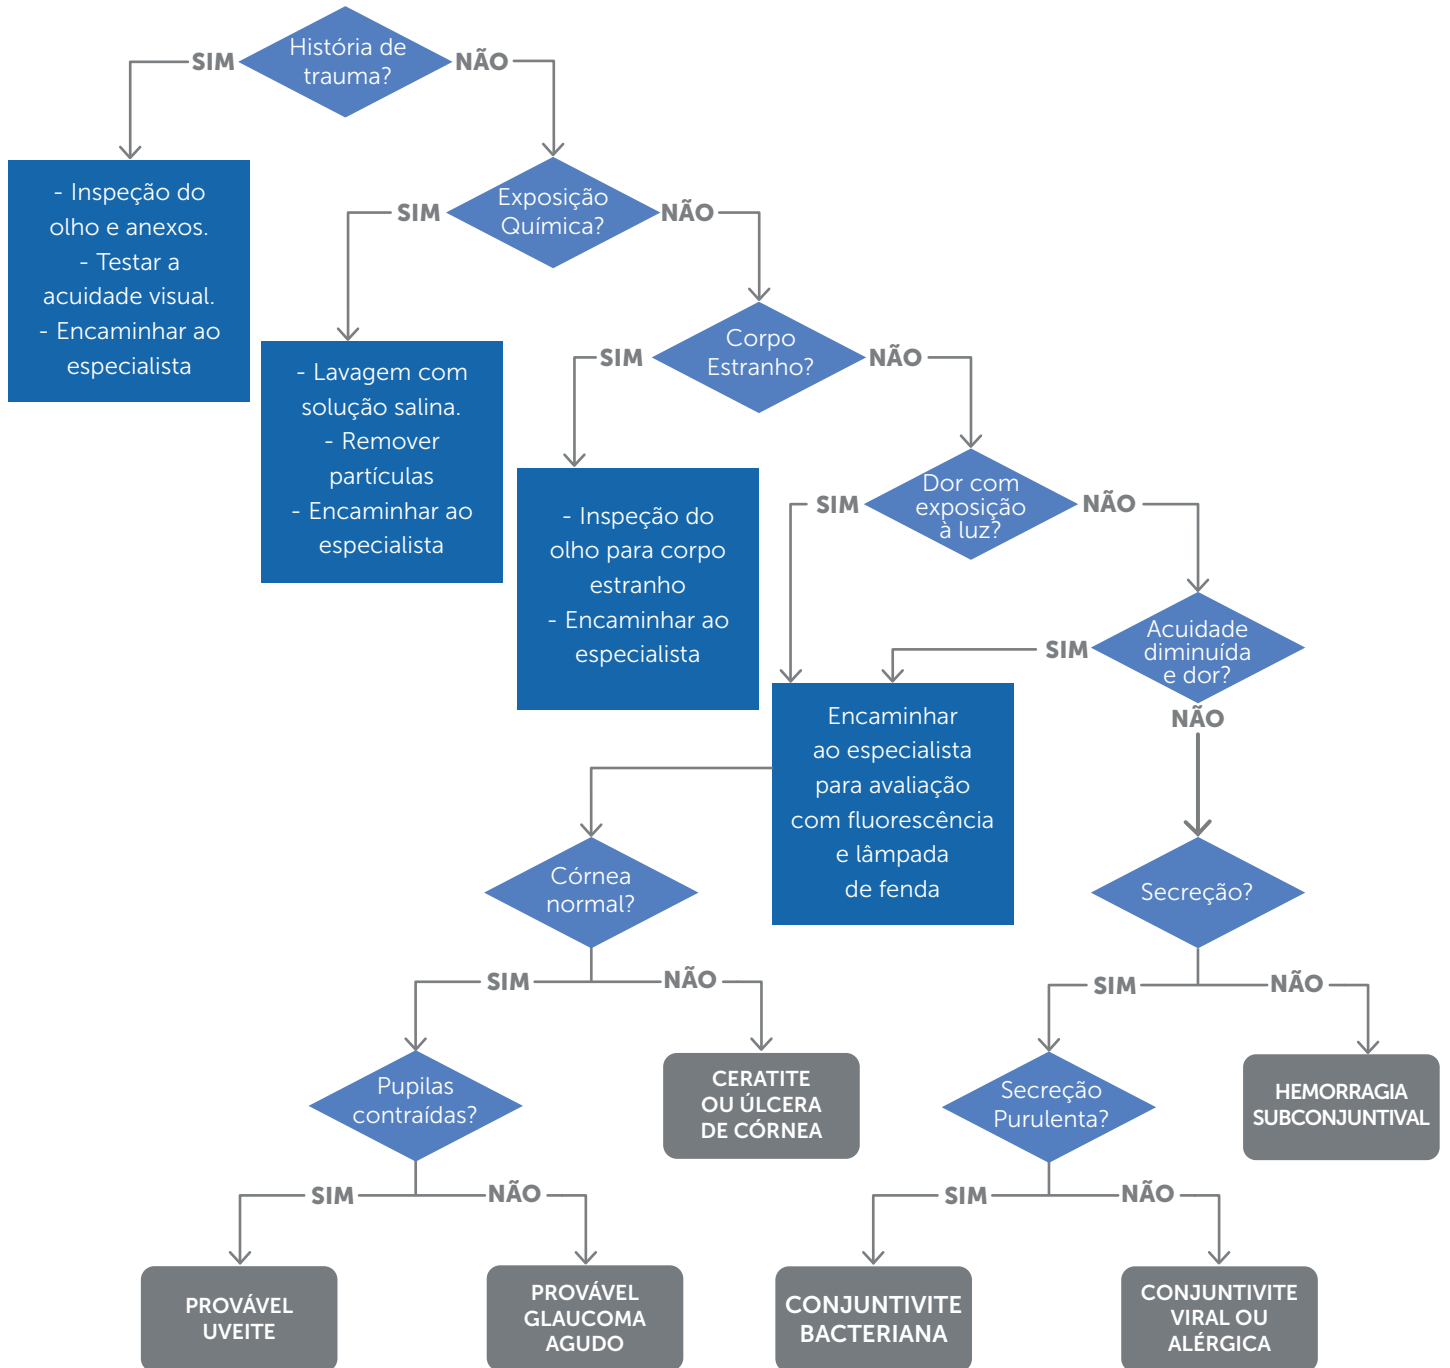 História de
trauma?
SIM
NÃO
- Inspeção do
olho e anexos.
- Testar a
acuidade visual.
- Encaminhar ao
especialista
Exposição
Química?
SIM
NÃO
- Lavagem com
solução salina.
- Remover
partículas
- Encaminhar ao
especialista
Corpo
Estranho?
SIM
NÃO
- Inspeção do
olho para corpo
estranho
- Encaminhar ao
especialista
Dor com
exposição
à luz?
SIM
NÃO
Acuidade
diminuída
e dor?
SIM
NÃO
Encaminhar
ao especialista
para avaliação
com fluorescência
e lâmpada
de fenda
Córnea
normal?
SIM
NÃO
Secreção?
SIM
NÃO
Pupilas
contraídas?
SIM
NÃO
CERATITE
OU ÚLCERA
DE CÓRNEA
Secreção
Purulenta?
SIM
NÃO
HEMORRAGIA
SUBCONJUNTIVAL
PROVÁVEL
UVEITE
PROVÁVEL
GLAUCOMA
AGUDO
CONJUNTIVITE
BACTERIANA
CONJUNTIVITE
VIRAL OU
ALÉRGICA